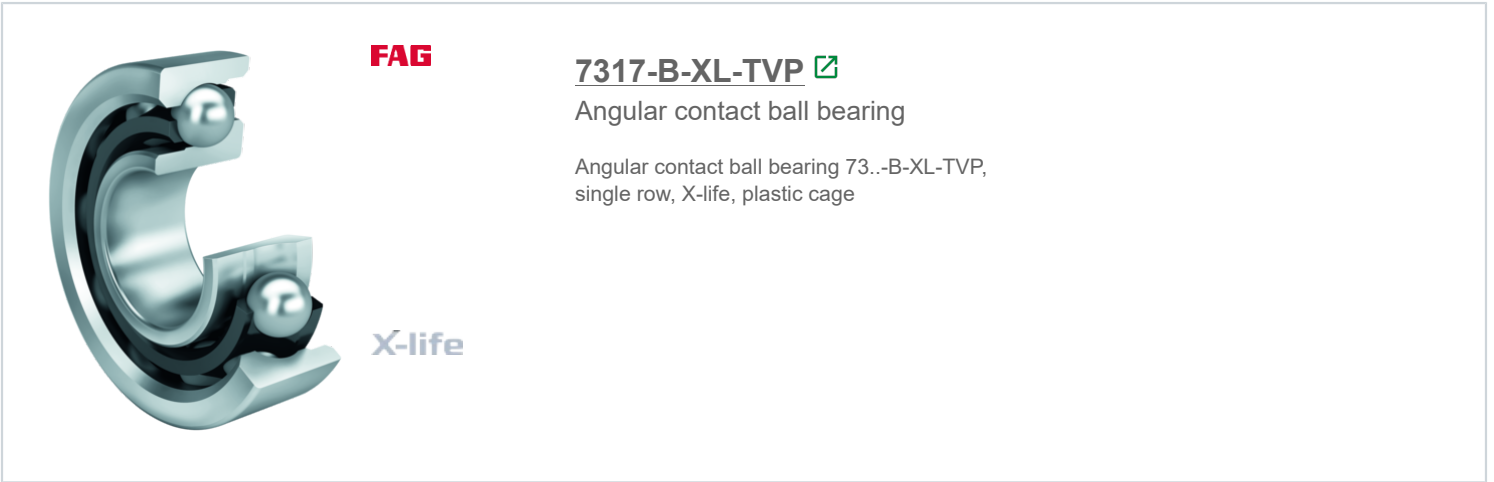 FAG
7317-B-XL-TVP
Angular contact ball bearing
Angular contact ball bearing 73..-B-XL-TVP,
single row, X-life, plastic cage
X-life